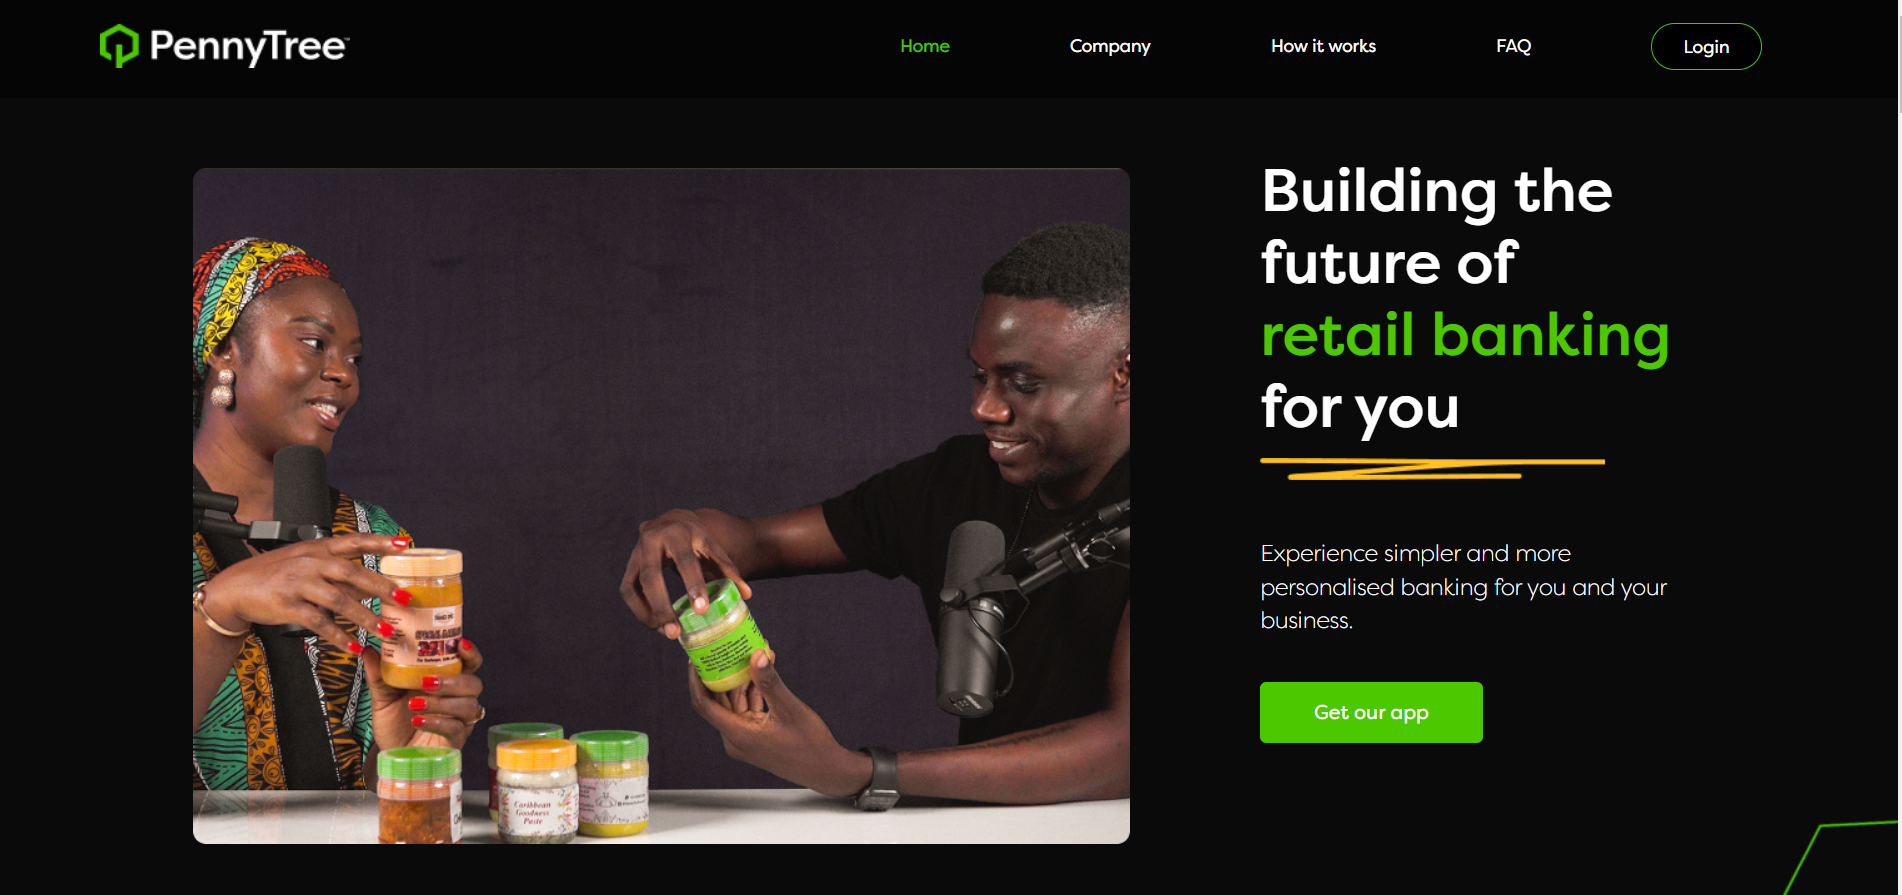 PennyTree™
Home
Company
How it works
FAQ
Login
Building the
future of
retail banking
for you
Experience simpler and more
personalised banking for you and your
business.
Get our app
Caribbean
Goodness
Paste